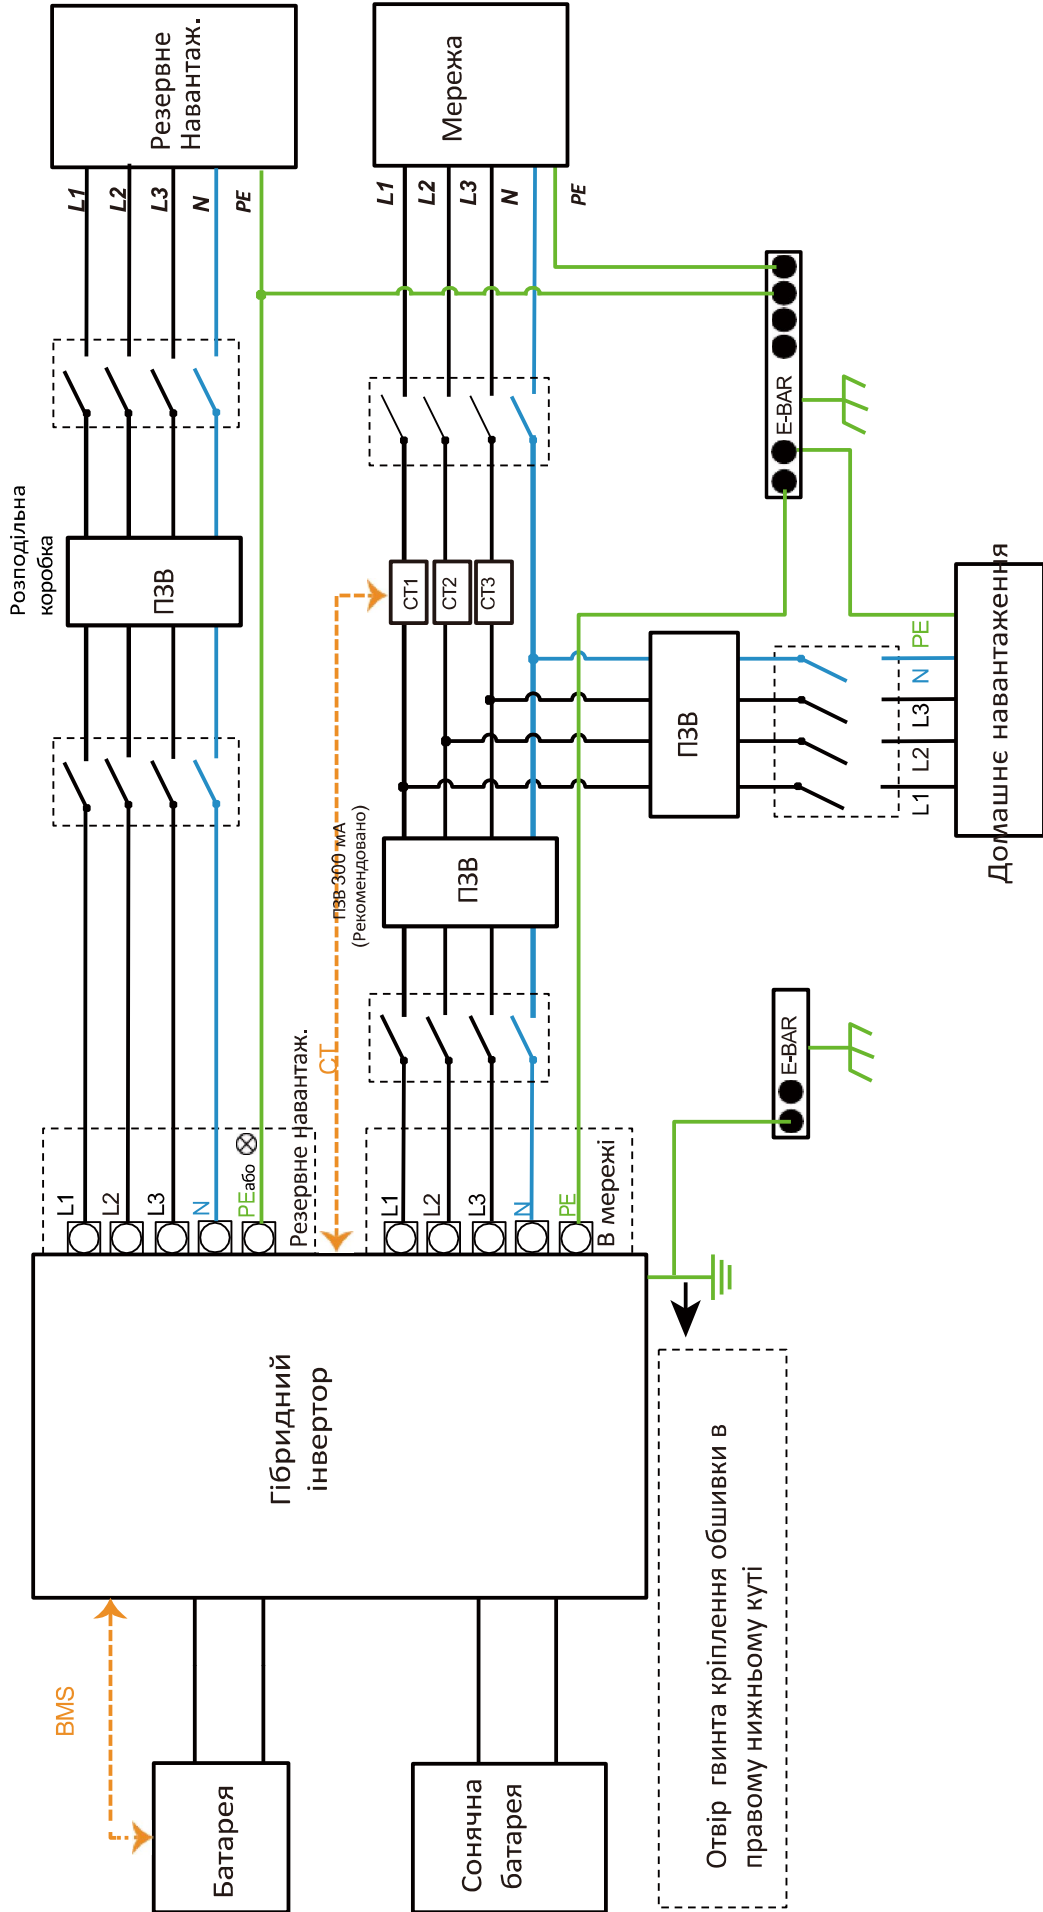 Резервне
Навантаж.
L1
L2
L3
N
PE
Мережа
L1
L2
L3
N
PE
E-BAR
Розподільна
коробка
ПЗВ
CT1
CT2
CT3
ПЗВ
PE
N
L3
L2
L1
Домашнє навантаження
ПЗВ 300 мА
(Рекомендовано)
ПЗВ
CT
E-BAR
L1
L2
L3
N
PEабо
Резервне навантаж.
L1
L2
L3
N
PE
В мережі
Гібридний
інвертор
Отвір гвинта кріплення обшивки в
правому нижньому куті
BMS
Батарея
Сонячна
батарея